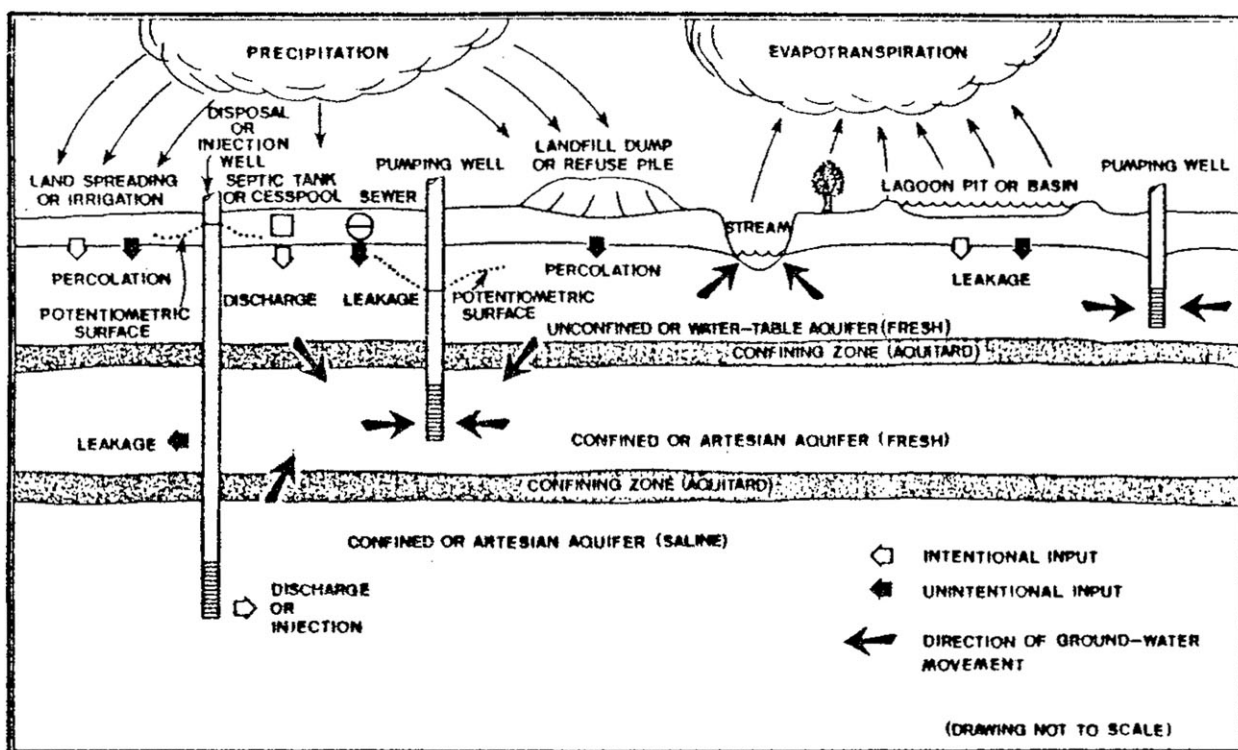 PRECIPITATION
EVAPOTRANSPIRATION
DISPOSAL
OR
INJECTION
WELL
LAND SPREADING
OR IRRIGATION
SEPTIC TANK
OR CESSPOOL
SEWER
PUMPING WELL
LANDFILL DUMP
OR REFUSE PILE
STREAM
LAGOON PIT OR BASIN
PUMPING WELL
PERCOLATION
POTENTIOMETRIC
SURFACE
DISCHARGE
LEAKAGE
POTENTIOMETRIC
SURFACE
PERCOLATION
LEAKAGE
UNCONFINED OR WATER-TABLE AQUIFER (FRESH)
CONFINING ZONE (AQUITARD)
LEAKAGE
CONFINED OR ARTESIAN AQUIFER (FRESH)
CONFINING ZONE (AQUITARD)
CONFINED OR ARTESIAN AQUIFER (SALINE)
DISCHARGE
OR
INJECTION
INTENTIONAL INPUT
UNINTENTIONAL INPUT
DIRECTION OF GROUND-WATER
MOVEMENT
(DRAWING NOT TO SCALE)